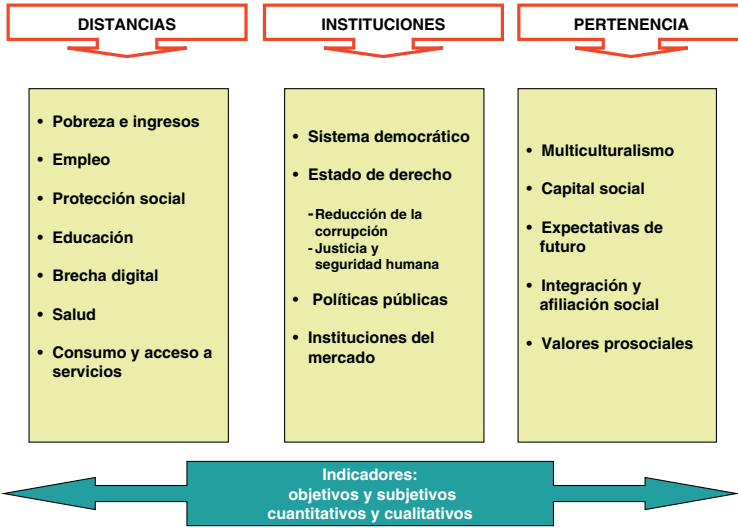 DISTANCIAS
• Pobreza e ingresos
• Empleo
• Protección social
• Educación
• Brecha digital
• Salud
• Consumo y acceso a
servicios
INSTITUCIONES
• Sistema democrático
• Estado de derecho
- Reducción de la
corrupción
- Justicia y
seguridad humana
• Políticas públicas
• Instituciones del
mercado
PERTENENCIA
• Multiculturalismo
• Capital social
• Expectativas de
futuro
• Integración y
afiliación social
• Valores prosociales
Indicadores:
objetivos y subjetivos
cuantitativos y cualitativos